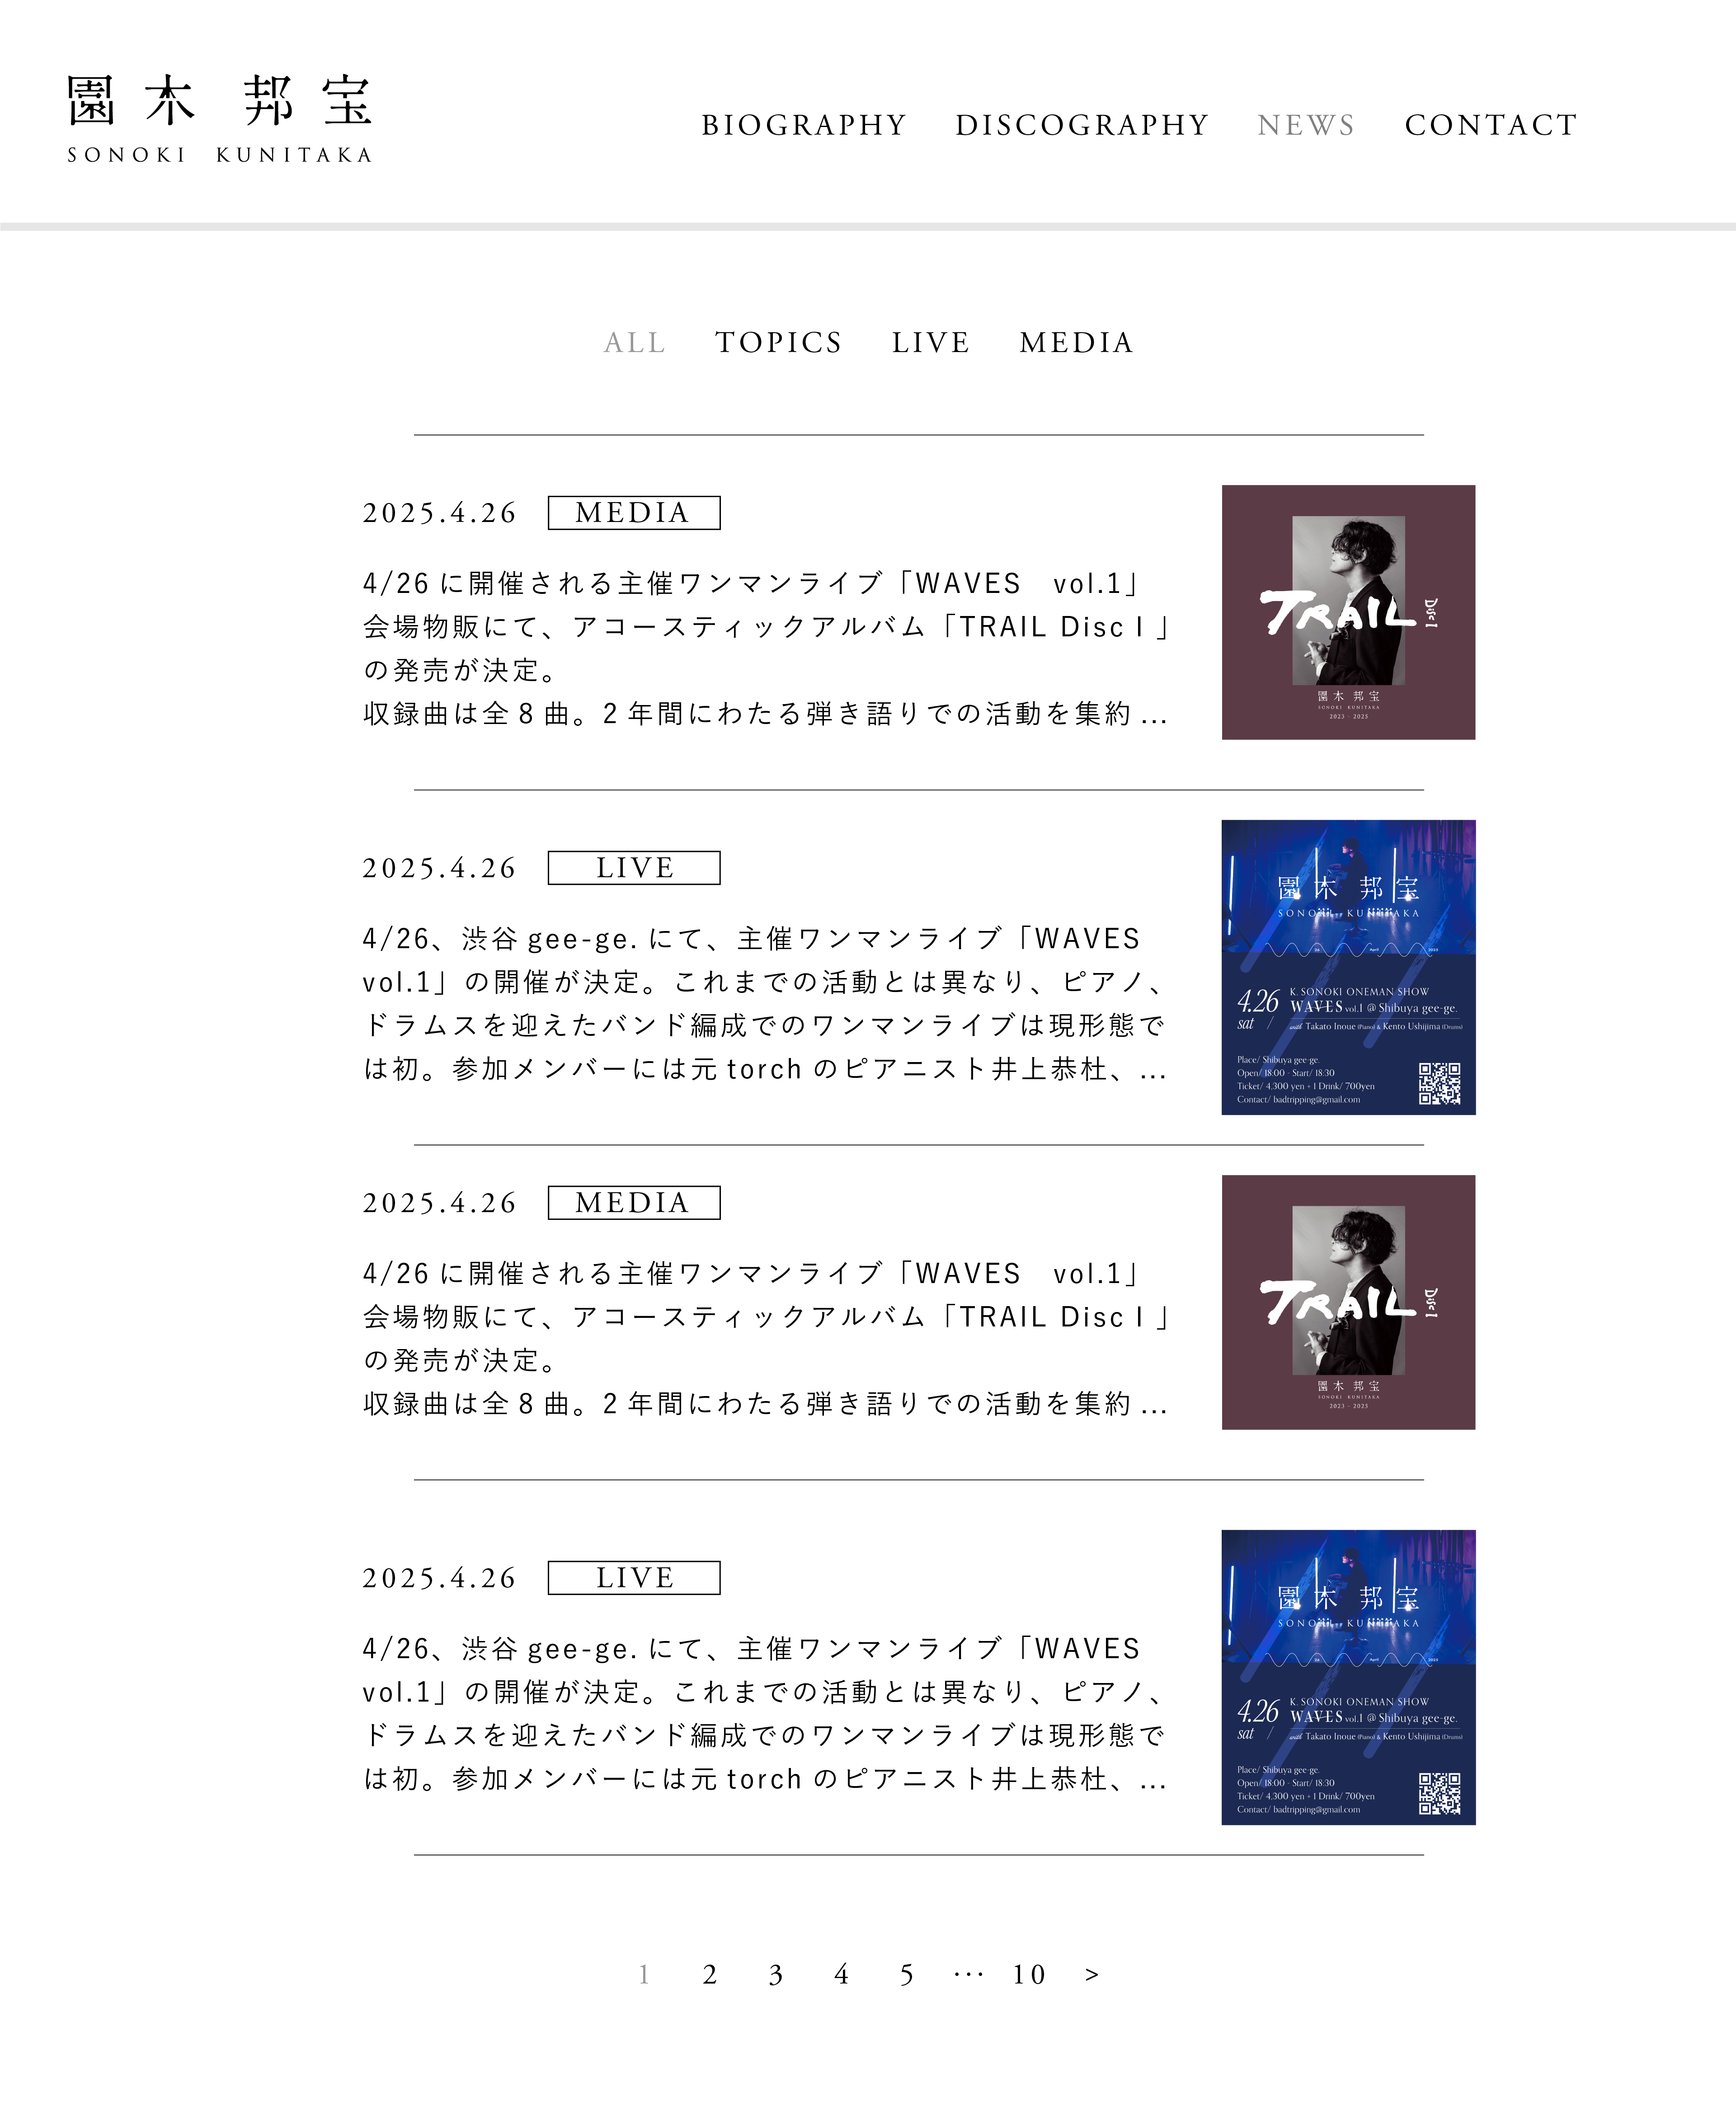 園木 邦宝
SONOKI KUNITAKA
BIOGRAPHY DISCOGRAPHY NEWS CONTACT
ALL TOPICS LIVE MEDIA
2025.4.26 MEDIA
4/26 に開催される主催ワンマンライブ「WAVES　vol.1」
会場物販にて、アコースティックアルバム「TRAIL Disc I 」
の発売が決定。
収録曲は全 8 曲。2 年間にわたる弾き語りでの活動を集約 ...
TRAIL Disc I
園木 邦宝
SONOKI KUNITAKA
2023 - 2025
2025.4.26 LIVE
4/26、渋谷 gee-ge. にて、主催ワンマンライブ「WAVES
vol.1」の開催が決定。これまでの活動とは異なり、ピアノ、
ドラムスを迎えたバンド編成でのワンマンライブは現形態で
は初。参加メンバーには元 torch のピアニスト井上恭杜、...
園木 邦宝
SONOKI KUNITAKA
26 April 2025
4.26 sat /
K. SONOKI ONEMAN SHOW
WAVES vol.1 @ Shibuya gee-ge.
with Takato Inoue (Piano) & Kento Ushijima (Drums)
Place/ Shibuya gee-ge.
Open/ 18:00 - Start/ 18:30
Ticket/ 4.300 yen + 1 Drink/ 700yen
Contact/ badtripping@gmail.com
2025.4.26 MEDIA
4/26 に開催される主催ワンマンライブ「WAVES　vol.1」
会場物販にて、アコースティックアルバム「TRAIL Disc I 」
の発売が決定。
収録曲は全 8 曲。2 年間にわたる弾き語りでの活動を集約 ...
TRAIL Disc I
園木 邦宝
SONOKI KUNITAKA
2023 - 2025
2025.4.26 LIVE
4/26、渋谷 gee-ge. にて、主催ワンマンライブ「WAVES
vol.1」の開催が決定。これまでの活動とは異なり、ピアノ、
ドラムスを迎えたバンド編成でのワンマンライブは現形態で
は初。参加メンバーには元 torch のピアニスト井上恭杜、...
園木 邦宝
SONOKI KUNITAKA
26 April 2025
4.26 sat /
K. SONOKI ONEMAN SHOW
WAVES vol.1 @ Shibuya gee-ge.
with Takato Inoue (Piano) & Kento Ushijima (Drums)
Place/ Shibuya gee-ge.
Open/ 18:00 - Start/ 18:30
Ticket/ 4.300 yen + 1 Drink/ 700yen
Contact/ badtripping@gmail.com
1 2 3 4 5 … 10 >